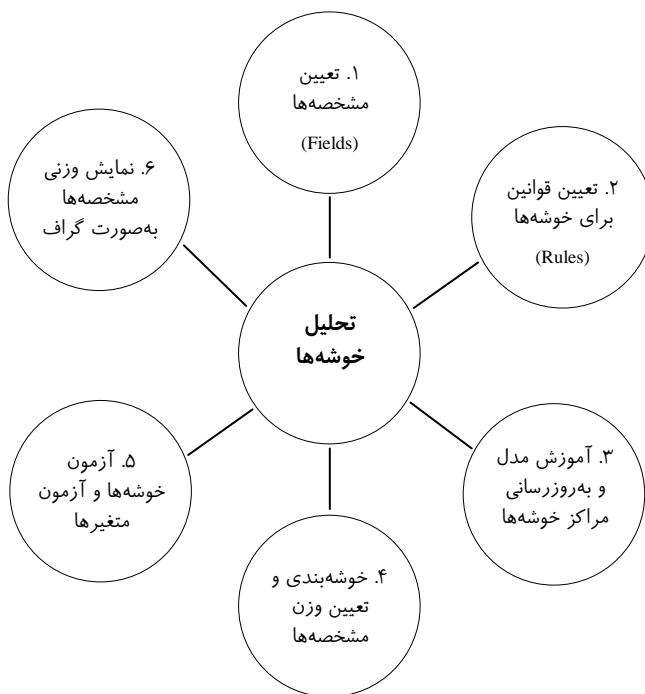 ۱. تعیین
مشخصه‌ها
(Fields)
۲. تعیین قوانین
برای خوشه‌ها
(Rules)
۳. آموزش مدل
و به‌روزرسانی
مراکز خوشه‌ها
۴. خوشه‌بندی و
تعیین وزن
مشخصه‌ها
۵. آزمون
خوشه‌ها و آزمون
متغیرها
۶. نمایش وزنی
مشخصه‌ها
به‌صورت گراف
تحلیل
خوشه‌ها